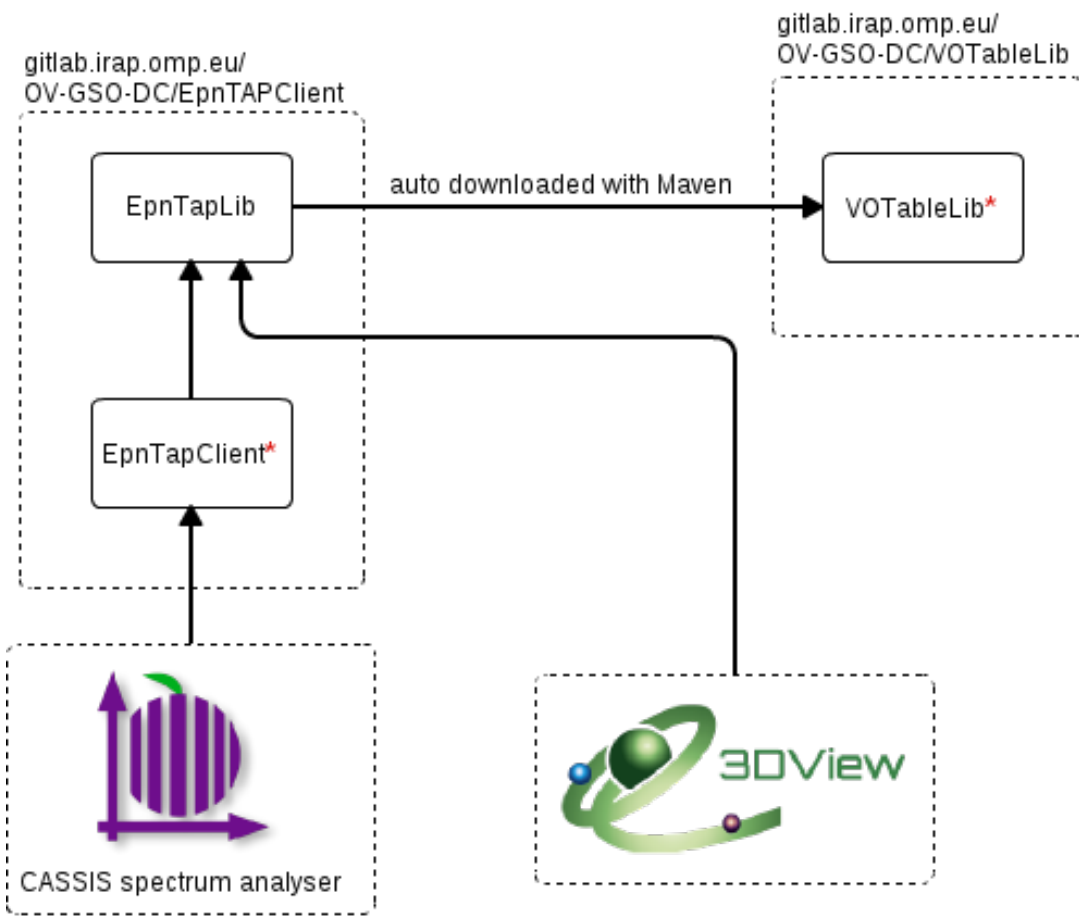 gitlab.irap.omp.eu/
OV-GSO-DC/EpnTAPClient
gitlab.irap.omp.eu/
OV-GSO-DC/VOTableLib
EpnTapLib
auto downloaded with Maven
VOTableLib*
EpnTapClient*
CASSIS spectrum analyser
3DView